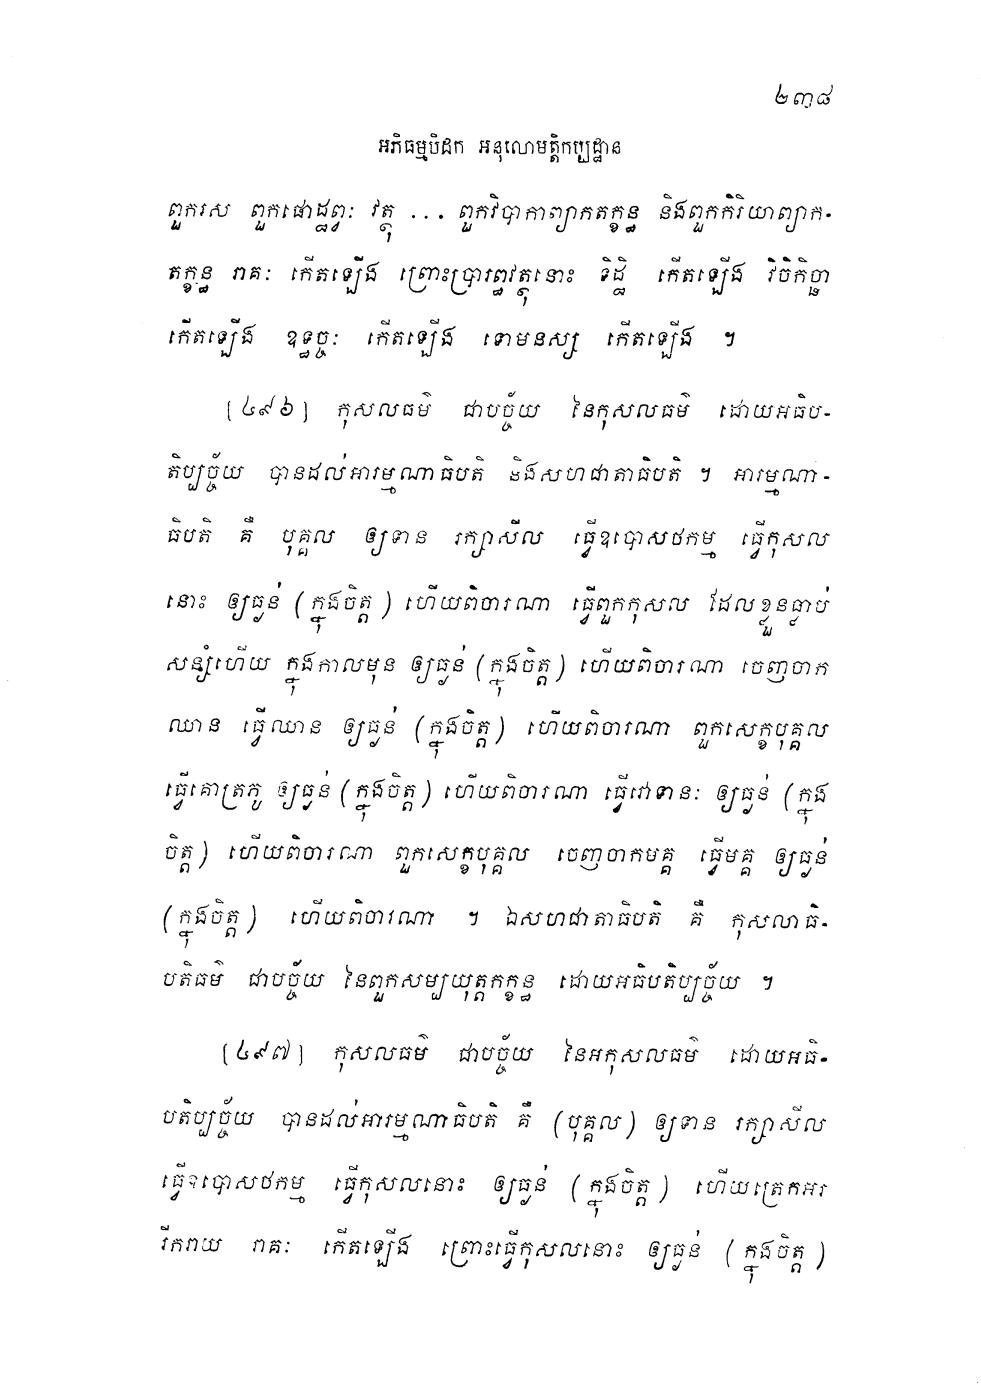 ២៣៨
អភិធម្មបិដក អនុលោមត្តិកប្បដ្ឋាន
ពួករស ពួកផោដ្ឋព្វៈ វត្ថុ ... ពួកវិបាកាព្យាកតក្ខន្ធ និងពួកកិរិយាព្យាក-
តក្ខន្ធ រាគៈ កើតឡើង ព្រោះប្រារឰវត្ថុនោះ ទិដ្ឋិ កើតឡើង វិចិកិច្ឆា
កើតឡើង ឧទ្ធច្ចៈ កើតឡើង ទោមនស្ស កើតឡើង ។
[៤៩៦] កុសលធម៌ ជាបច្ច័យ នៃកុសលធម៌ ដោយអធិប-
តិប្បច្ច័យ បានដល់អារម្មណាធិបតិ និងសហជាតាធិបតិ ។ អារម្មណា-
ធិបតិ គឺ បុគ្គល ឲ្យទាន រក្សាសីល ធ្វើឧបោសថកម្ម ធ្វើកុសល
នោះ ឲ្យធ្ងន់ (ក្នុងចិត្ត) ហើយពិចារណា ធ្វើពួកកុសល ដែលខ្លួនធ្លាប់
សន្សំហើយ ក្នុងកាលមុន ឲ្យធ្ងន់ (ក្នុងចិត្ត) ហើយពិចារណា ចេញចាក
ឈាន ធ្វើឈាន ឲ្យធ្ងន់ (ក្នុងចិត្ត) ហើយពិចារណា ពួកសេក្ខបុគ្គល
ធ្វើគោត្រភូ ឲ្យធ្ងន់ (ក្នុងចិត្ត) ហើយពិចារណា ធ្វើវោទានៈ ឲ្យធ្ងន់ (ក្នុង
ចិត្ត) ហើយពិចារណា ពួកសេក្ខបុគ្គល ចេញចាកមគ្គ ធ្វើមគ្គ ឲ្យធ្ងន់
(ក្នុងចិត្ត) ហើយពិចារណា ។ ឯសហជាតាធិបតិ គឺ កុសលាធិ-
បតិធម៌ ជាបច្ច័យ នៃពួកសម្បយុត្តកក្ខន្ធ ដោយអធិបតិប្បច្ច័យ ។
[៤៩៧] កុសលធម៌ ជាបច្ច័យ នៃអកុសលធម៌ ដោយអធិ-
បតិប្បច្ច័យ បានដល់អារម្មណាធិបតិ គឺ (បុគ្គល) ឲ្យទាន រក្សាសីល
ធ្វើឧបោសថកម្ម ធ្វើកុសលនោះ ឲ្យធ្ងន់ (ក្នុងចិត្ត) ហើយត្រេកអរ
រីករាយ រាគៈ កើតឡើង ព្រោះធ្វើកុសលនោះ ឲ្យធ្ងន់ (ក្នុងចិត្ត)